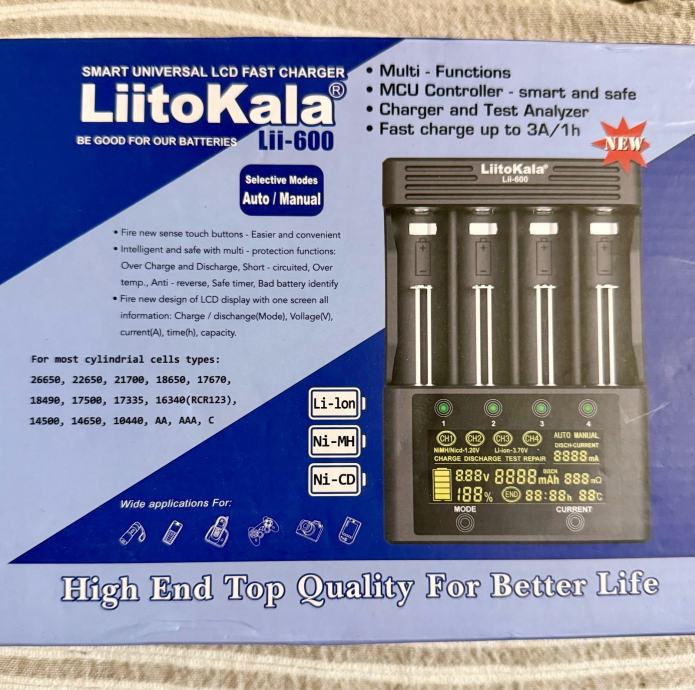 SMART UNIVERSAL LCD FAST CHARGER
LiitoKala®
BE GOOD FOR OUR BATTERIES Lii-600
• Multi - Functions
• MCU Controller - smart and safe
• Charger and Test Analyzer
• Fast charge up to 3A/1h
NEW
Selective Modes
Auto / Manual
• Fire new sense touch buttons - Easier and convenient
• Intelligent and safe with multi - protection functions:
Over Charge and Discharge, Short - circuited, Over
temp., Anti - reverse, Safe timer, Bad battery identify
• Fire new design of LCD display with one screen all
information: Charge / dischange(Mode), Vollage(V),
current(A), time(h), capacity.
For most cylindrial cells types:
26650, 22650, 21700, 18650, 17670,
18490, 17500, 17335, 16340(RCR123),
14500, 14650, 10440, AA, AAA, C
Li-lon
Ni-MH
Ni-CD
Wide applications For:
LiitoKala®
Lii-600
1 2 3 4
CH1 CH2 CH3 CH4 AUTO MANUAL
NiMH/Nicd-1.20V Li-ion-3.70V DISCH-CURRENT
CHARGE DISCHARGE TEST REPAIR 8888mA
8.88V 8888mAh DISCH 888mΩ
188% END 88:88h 88°C
MODE CURRENT
High End Top Quality For Better Life